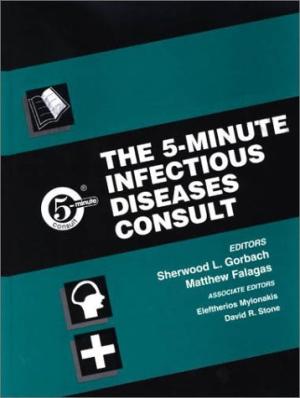 THE 5-MINUTE
INFECTIOUS
DISEASES
CONSULT
5-minute
consult
®
EDITORS
Sherwood L. Gorbach
Matthew Falagas
ASSOCIATE EDITORS
Eleftherios Mylonakis
David R. Stone